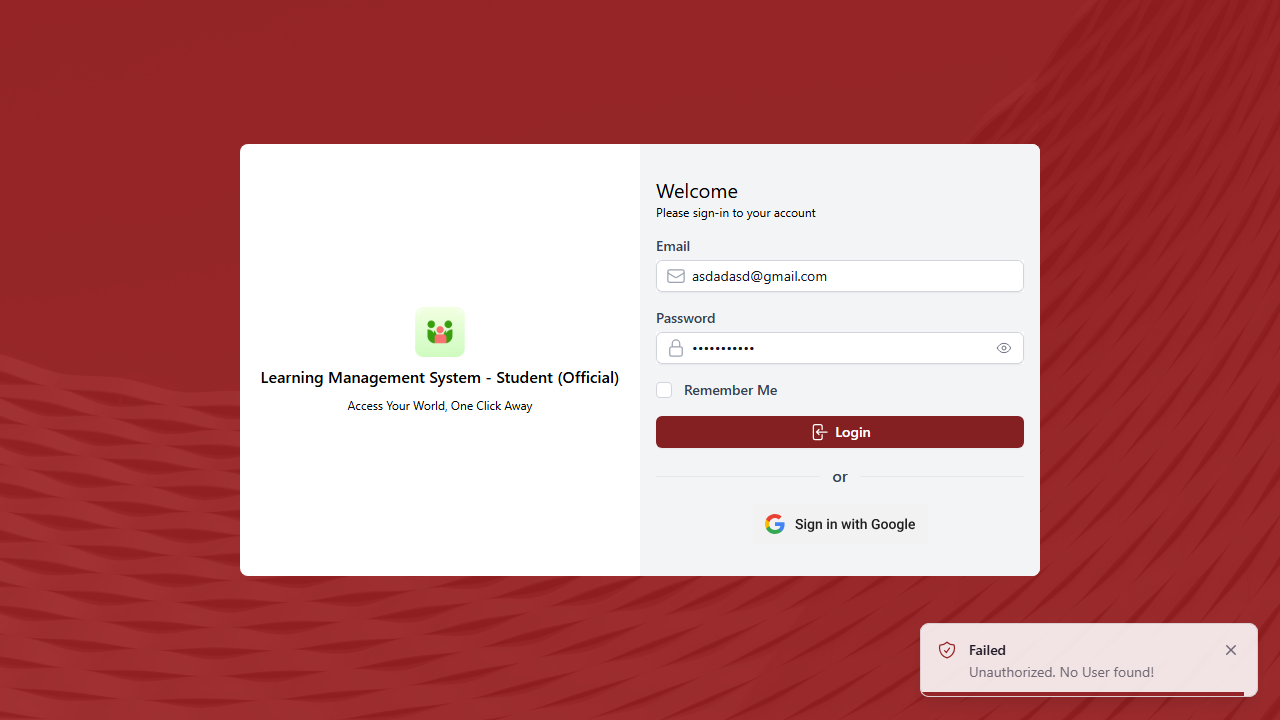 Learning Management System - Student (Official)
Access Your World, One Click Away
Welcome
Please sign-in to your account
Email
asdadasd@gmail.com
Password
•••••••••••
Remember Me
Login
or
Sign in with Google
Failed
Unauthorized. No User found!